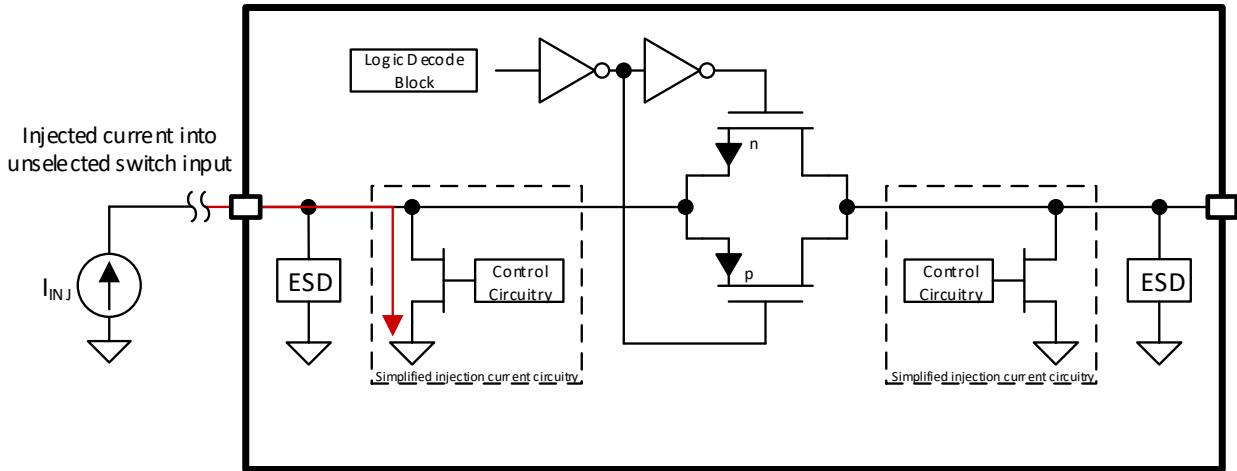 Logic Decode
Block
Injected current into
unselected switch input
n
p
I INJ
ESD
Control
Circuitry
Simplified injection current circuitry
Control
Circuitry
ESD
Simplified injection current circuitry